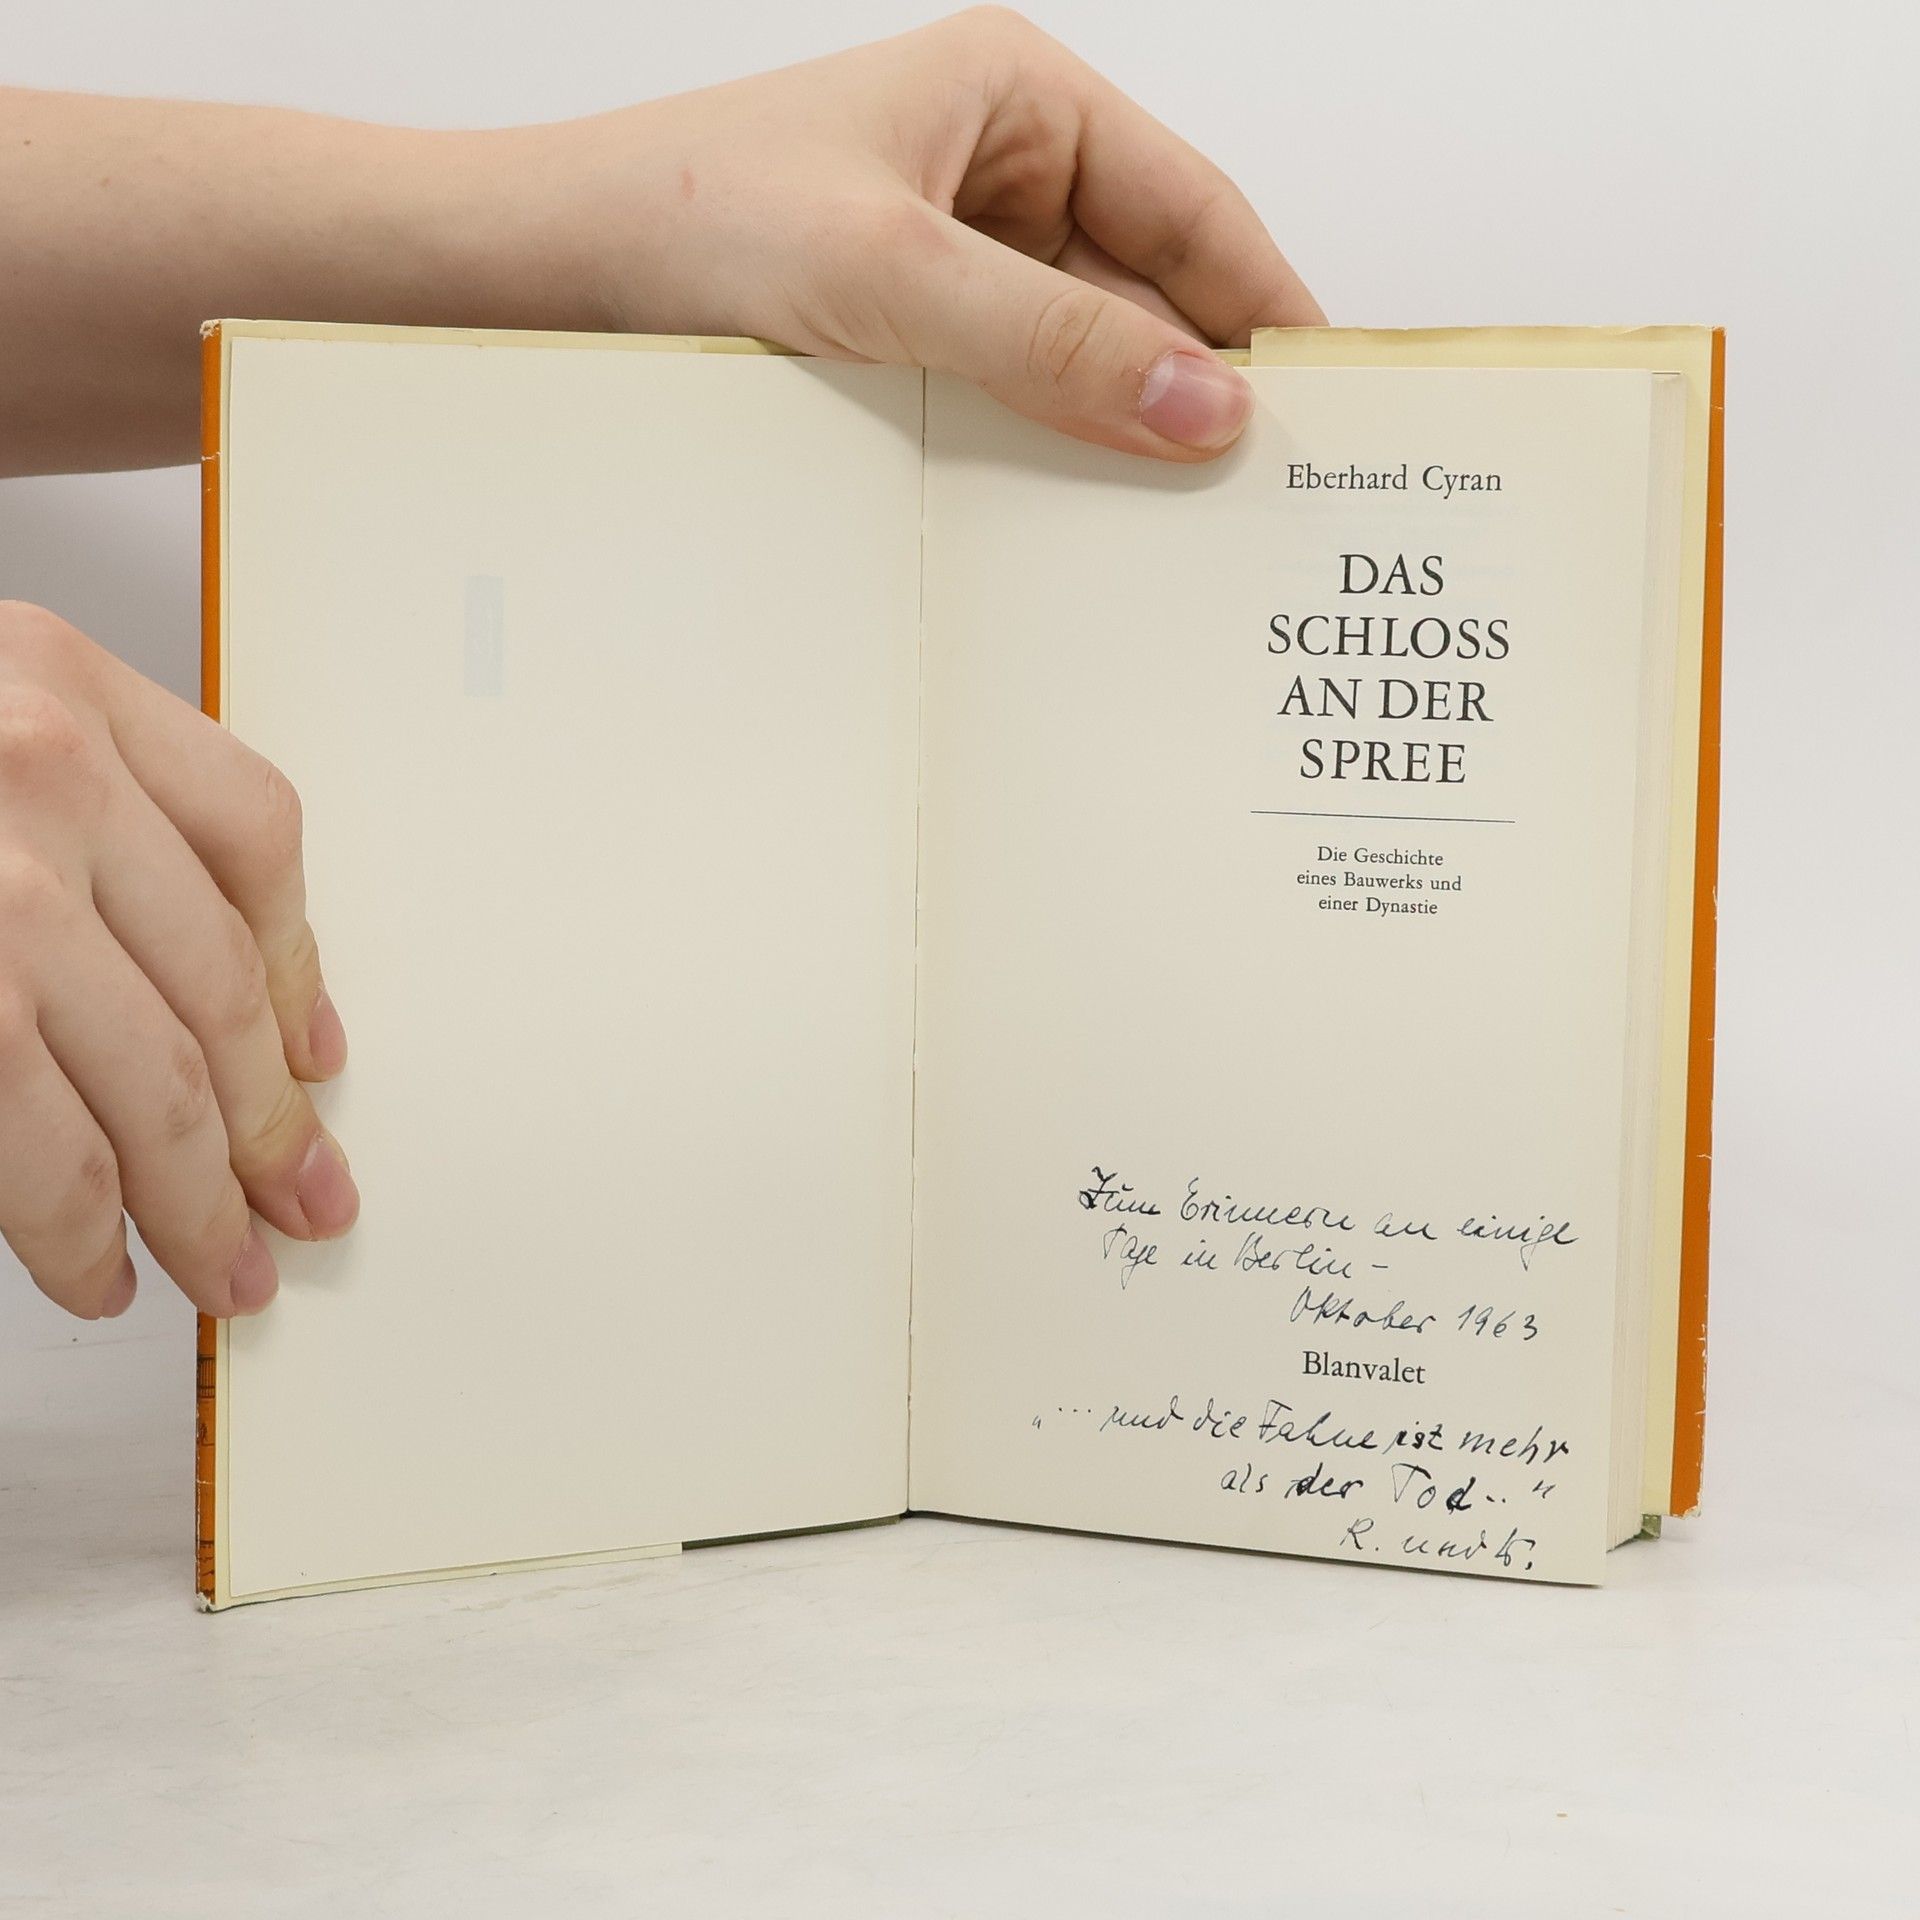 Eberhard Cyran
DAS
SCHLOSS
AN DER
SPREE
Die Geschichte
eines Bauwerks und
einer Dynastie
Zum Erinnern an einige
Tage in Berlin –
Oktober 1963
Blanvalet
„... und die Fahne ist mehr
als der Tod.."
R. und